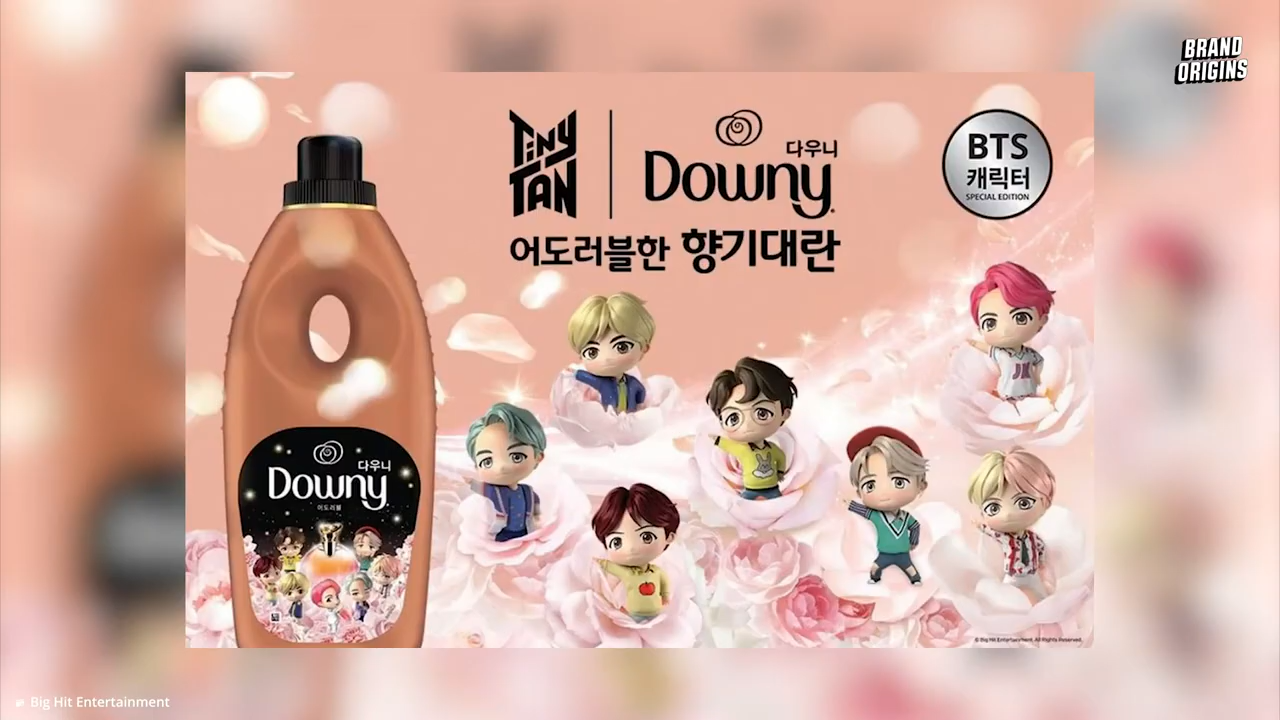 BRAND
ORIGINS
TINY
TAN
다우니
Downy
어도러블한 향기대란
BTS
캐릭터
SPECIAL EDITION
다우니
Downy
어도러블
JK
© Big Hit Entertainment. All Rights Reserved.
Big Hit Entertainment